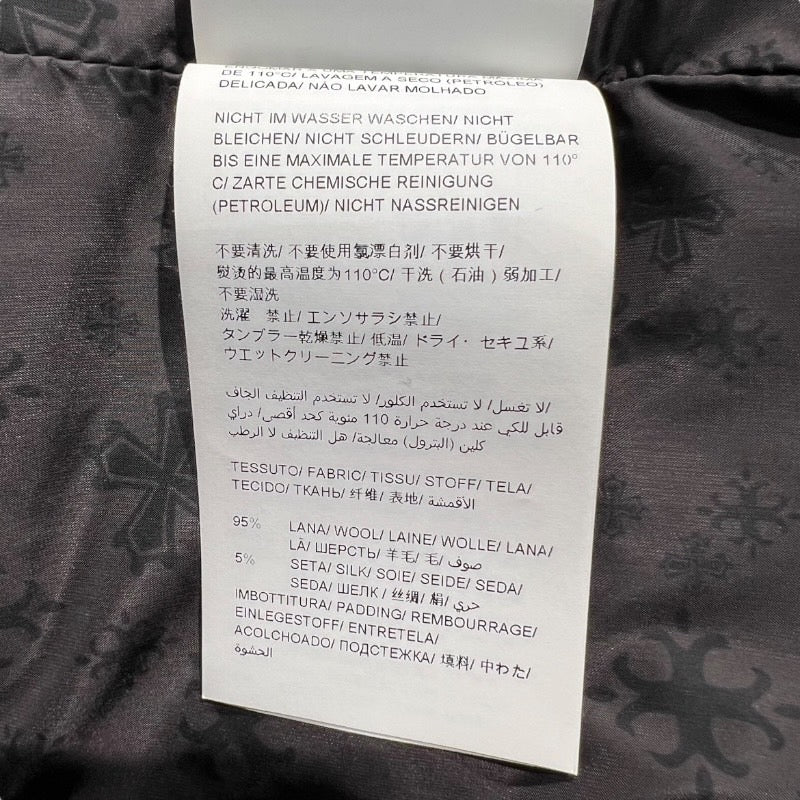 DE 110°C/ LAVAGEM A SECO (PETROLEO)
DELICADA/ NÃO LAVAR MOLHADO
NICHT IM WASSER WASCHEN/ NICHT
BLEICHEN/ NICHT SCHLEUDERN/ BÜGELBAR
BIS EINE MAXIMALE TEMPERATUR VON 110°
C/ ZARTE CHEMISCHE REINIGUNG
(PETROLEUM)/ NICHT NASSREINIGEN
不要清洗/ 不要使用氯漂白剂/ 不要烘干/
熨烫的最高温度为110°C/ 干洗 ( 石油 ) 弱加工/
不要湿洗
洗濯 禁止/ エンソサラシ禁止/
タンブラー乾燥禁止/ 低温/ ドライ・ セキユ系/
ウエットクリーニング禁止
لا تغسل/ لا تستخدم الكلور/ لا تستخدم التنظيف الجاف/
قابل للكي عند درجة حرارة 110 مئوية كحد أقصى/ دراي
كلين (البترول) معالجة/ هل التنظيف لا الرطب
TESSUTO/ FABRIC/ TISSU/ STOFF/ TELA/
TECIDO/ ТКАНЬ/ 纤维/ 表地/ الأقمشة
95% LANA/ WOOL/ LAINE/ WOLLE/ LANA/
LÃ/ ШЕРСТЬ/ 羊毛/ 毛/ صوف
5% SETA/ SILK/ SOIE/ SEIDE/ SEDA/
SEDA/ ШЕЛК / 丝绸/ 絹/ حري
IMBOTTITURA/ PADDING/ REMBOURRAGE/
EINLEGESTOFF/ ENTRETELA/
ACOLCHOADO/ ПОДСТЕЖКА/ 填料/ 中わた/
الحشوة